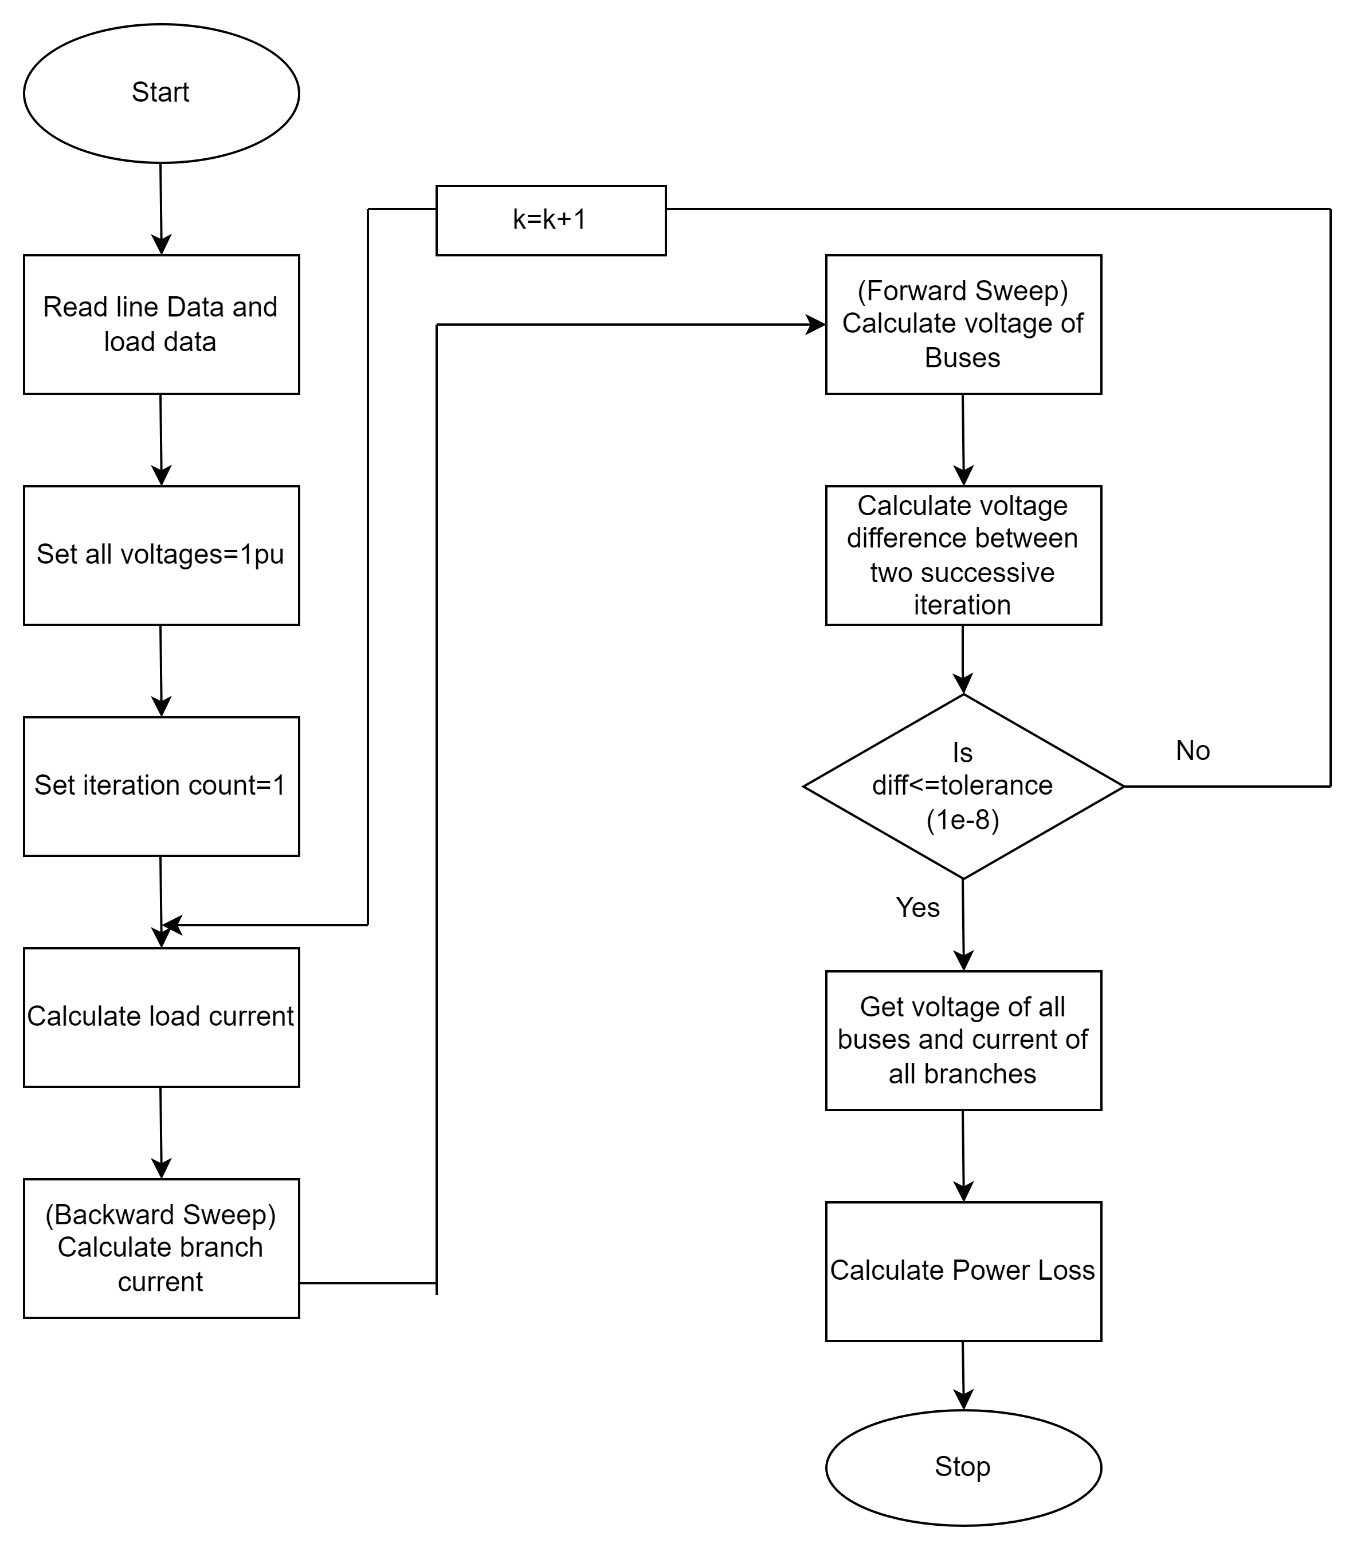 Start
Read line Data and
load data
Set all voltages=1pu
Set iteration count=1
Calculate load current
(Backward Sweep)
Calculate branch
current
k=k+1
(Forward Sweep)
Calculate voltage of
Buses
Calculate voltage
difference between
two successive
iteration
Is
diff<=tolerance
(1e-8)
No
Yes
Get voltage of all
buses and current of
all branches
Calculate Power Loss
Stop